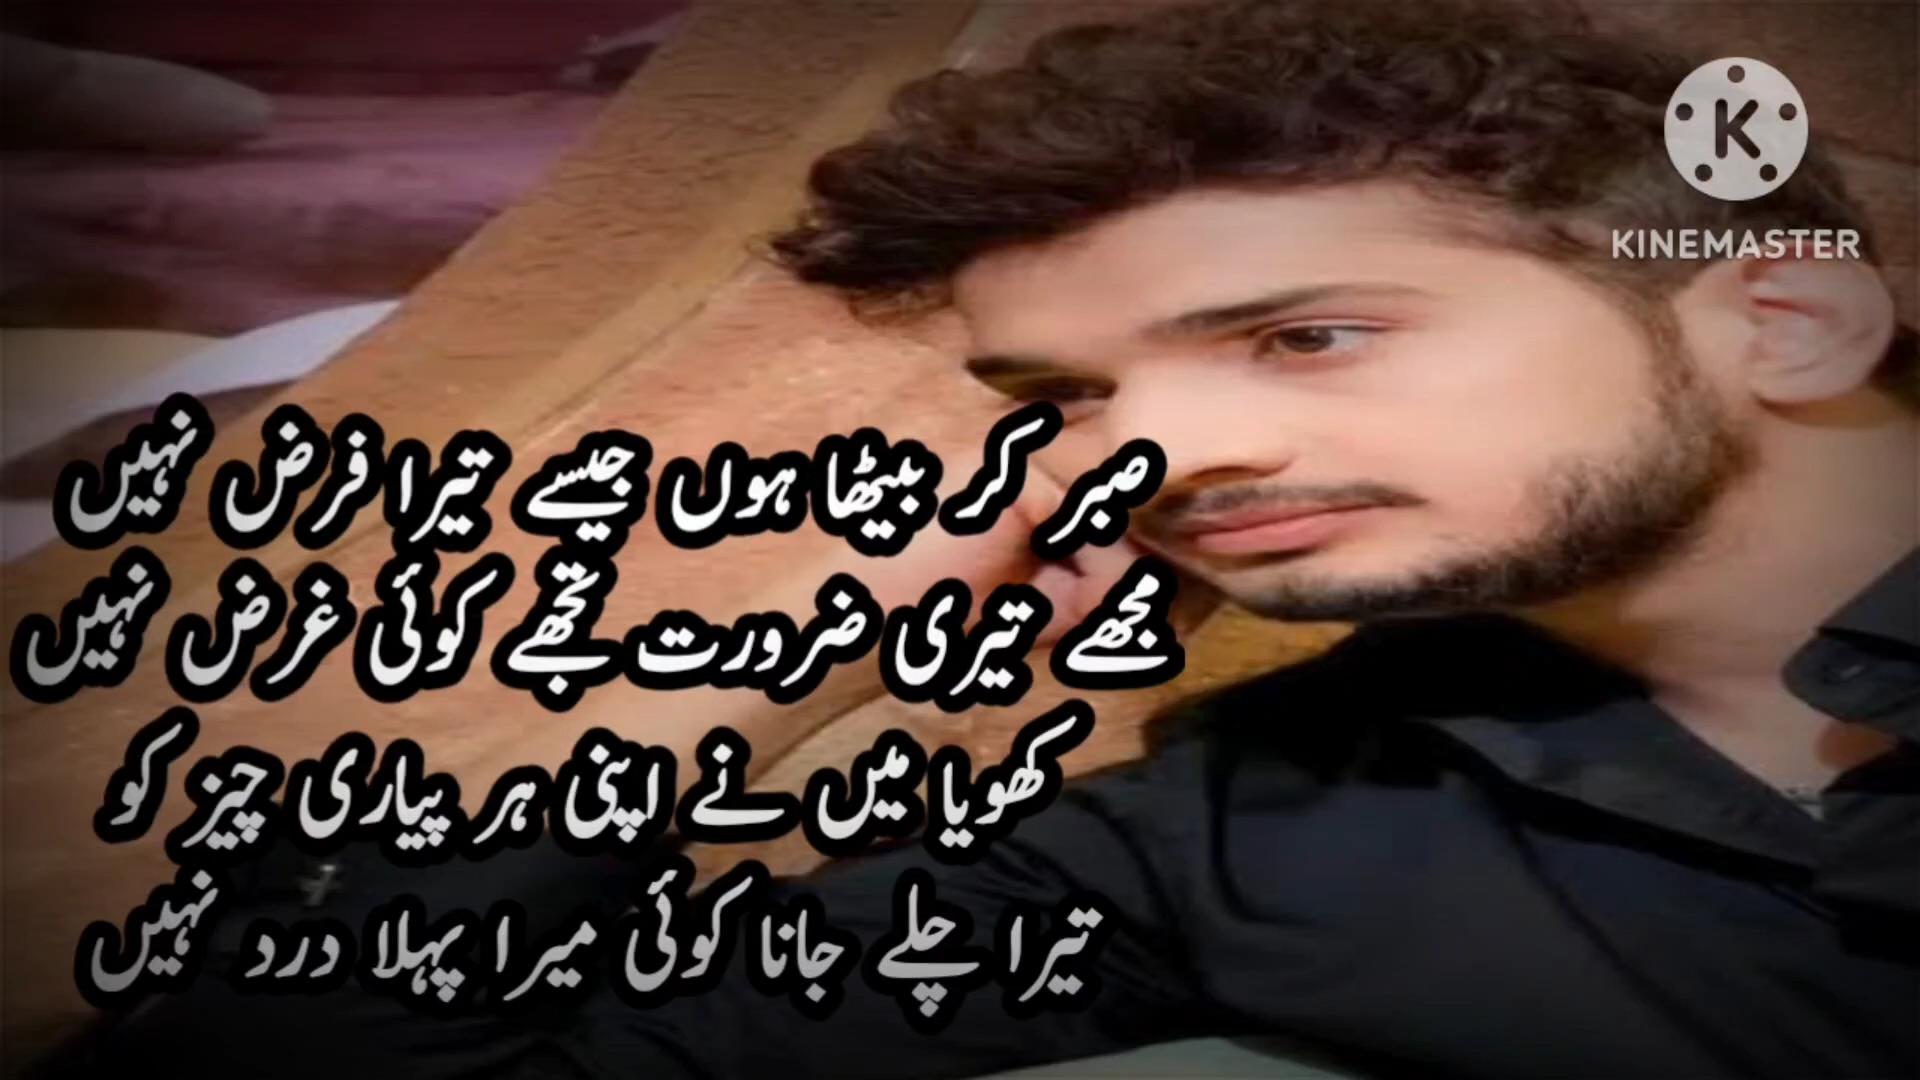 KINEMASTER
صبر کر بیٹھا ہوں جیسے تیرا فرض نہیں
مجھے تیری ضرورت تجھے کوئی غرض نہیں
کھویا میں نے اپنی ہر پیاری چیز کو
تیرا چلے جانا کوئی میرا پہلا درد نہیں